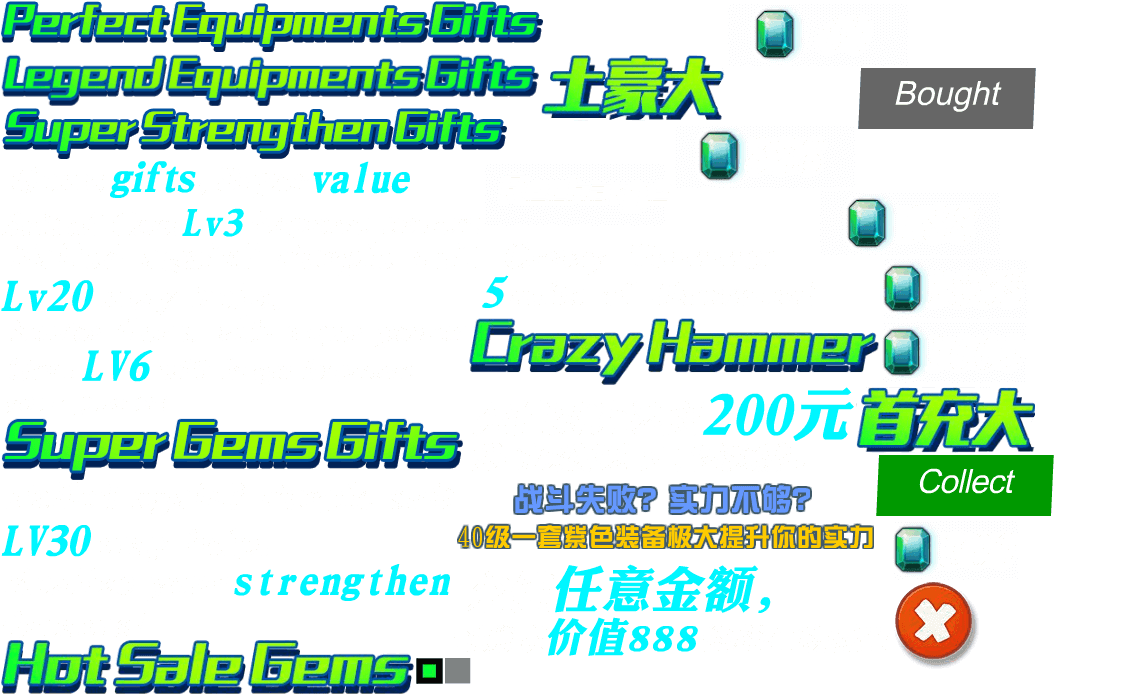 Perfect Equipments Gifts
Legend Equipments Gifts
土豪大
Bought
Super Strengthen Gifts
gifts
value
Lv3
Lv20
5
Crazy Hammer
LV6
200元
首充大
Super Gems Gifts
Collect
战斗失败？实力不够？
40级一套紫色装备极大提升你的实力
LV30
strengthen
任意金额，
价值888
Hot Sale Gems